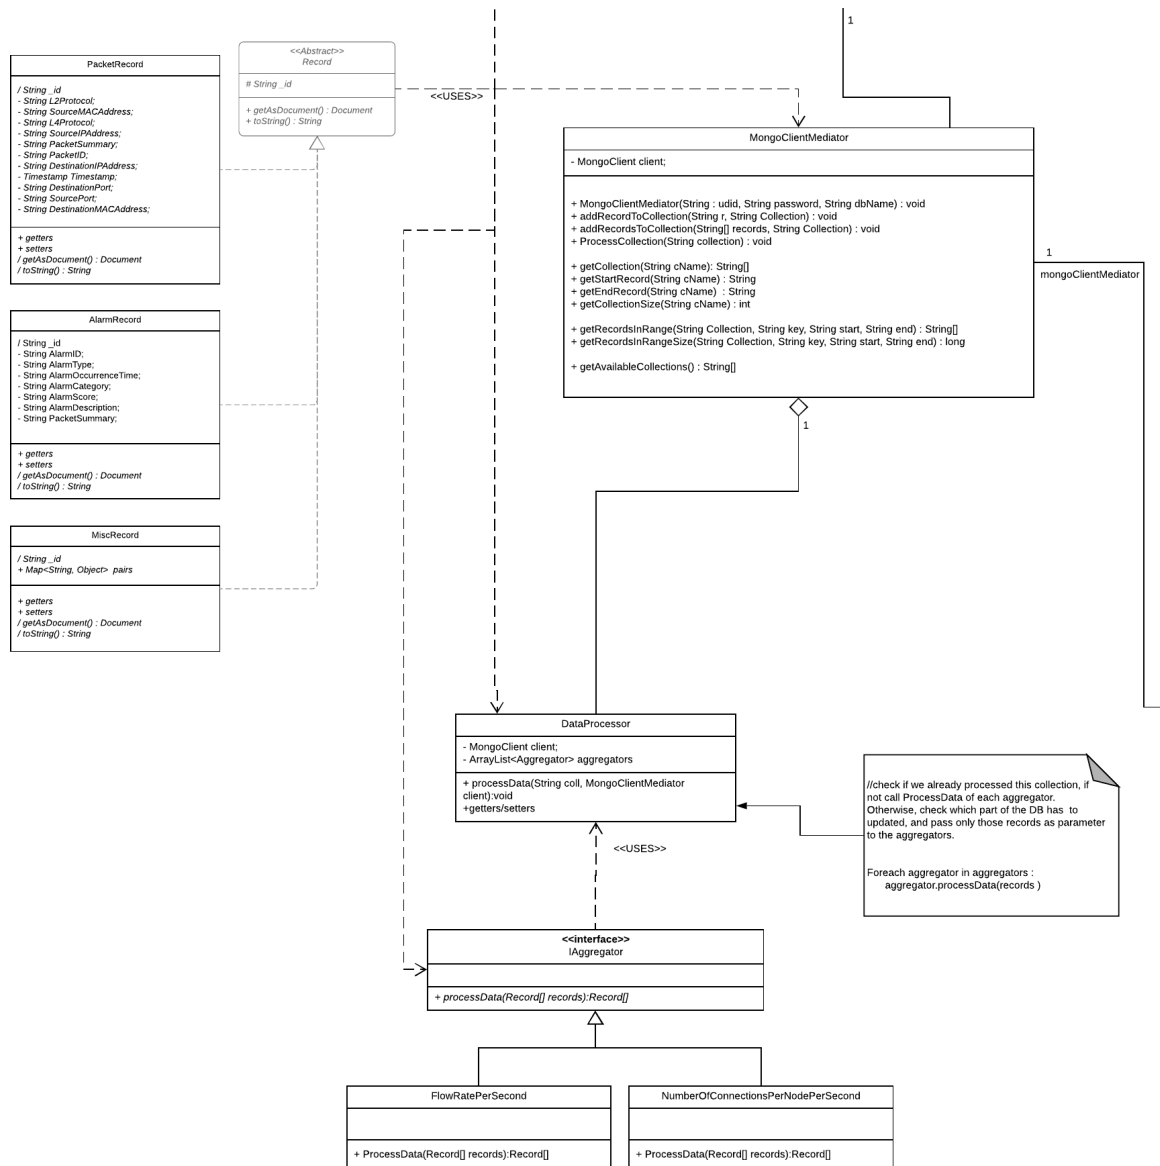 PacketRecord
/ String _id
- String L2Protocol;
- String SourceMACAddress;
- String L4Protocol;
- String SourceIPAddress;
- String PacketSummary;
- String PacketID;
- String DestinationIPAddress;
- Timestamp Timestamp;
- String DestinationPort;
- String SourcePort;
- String DestinationMACAddress;
+ getters
+ setters
/ getAsDocument() : Document
/ toString() : String
<<Abstract>>
Record
# String _id
+ getAsDocument() : Document
+ toString() : String
<<USES>>
1
MongoClientMediator
- MongoClient client;
+ MongoClientMediator(String : udid, String password, String dbName) : void
+ addRecordToCollection(String r, String Collection) : void
+ addRecordsToCollection(String[] records, String Collection) : void
+ ProcessCollection(String collection) : void
+ getCollection(String cName): String[]
+ getStartRecord(String cName) : String
+ getEndRecord(String cName)  : String
+ getCollectionSize(String cName) : int
+ getRecordsInRange(String Collection, String key, String start, String end) : String[]
+ getRecordsInRangeSize(String Collection, String key, String start, String end) : long
+ getAvailableCollections() : String[]
1
mongoClientMediator
1
AlarmRecord
/ String _id
- String AlarmID;
- String AlarmType;
- String AlarmOccurrenceTime;
- String AlarmCategory;
- String AlarmScore;
- String AlarmDescription;
- String PacketSummary;
+ getters
+ setters
/ getAsDocument() : Document
/ toString() : String
MiscRecord
/ String _id
+ Map<String, Object>  pairs
+ getters
+ setters
/ getAsDocument() : Document
/ toString() : String
DataProcessor
- MongoClient client;
- ArrayList<Aggregator> aggregators
+ processData(String coll, MongoClientMediator
client):void
+getters/setters
//check if we already processed this collection, if
not call ProcessData of each aggregator.
Otherwise, check which part of the DB has  to
updated, and pass only those records as parameter
to the aggregators.
Foreach aggregator in aggregators :
aggregator.processData(records )
<<USES>>
<<interface>>
IAggregator
+ processData(Record[] records):Record[]
FlowRatePerSecond
+ ProcessData(Record[] records):Record[]
NumberOfConnectionsPerNodePerSecond
+ ProcessData(Record[] records):Record[]